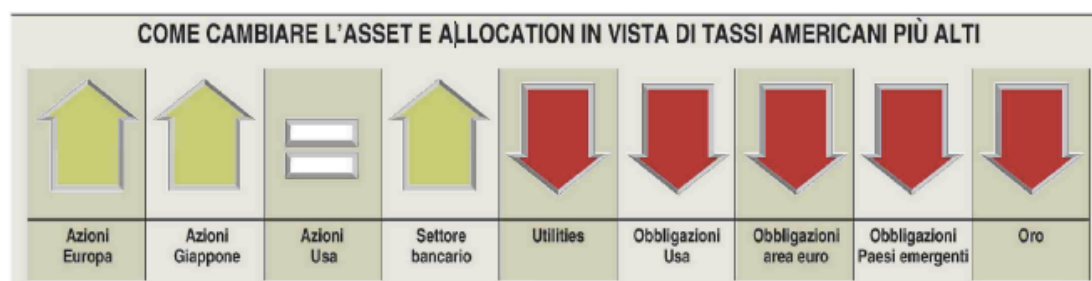 COME CAMBIARE L'ASSET E ALLOCATION IN VISTA DI TASSI AMERICANI PIÙ ALTI
Azioni
Europa
Azioni
Giappone
Azioni
Usa
Settore
bancario
Utilities
Obbligazioni
Usa
Obbligazioni
area euro
Obbligazioni
Paesi emergenti
Oro